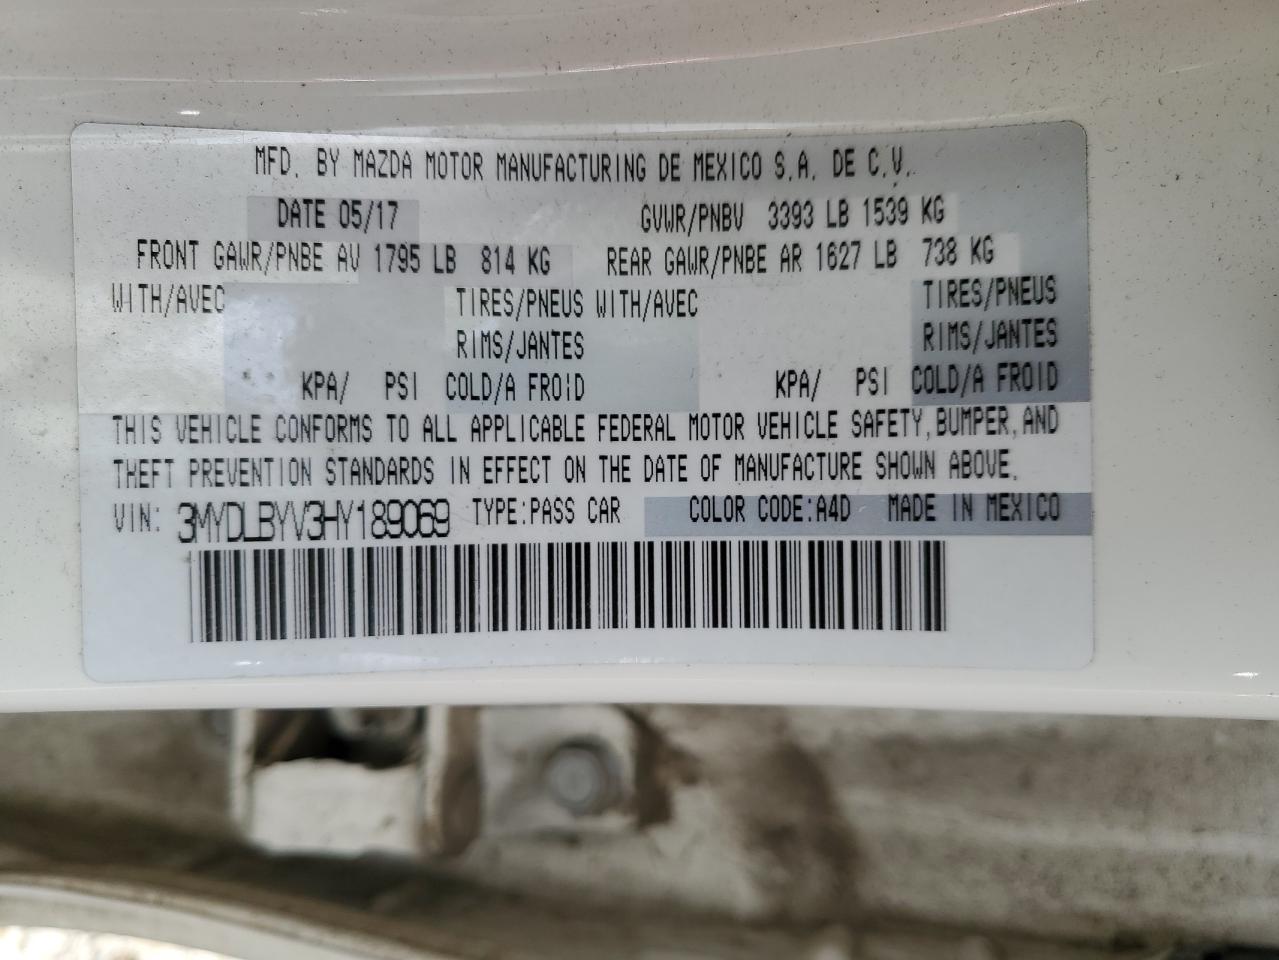 MFD. BY MAZDA MOTOR MANUFACTURING DE MEXICO S.A. DE C.V.
DATE 05/17 GVWR/PNBV 3393 LB 1539 KG
FRONT GAWR/PNBE AV 1795 LB 814 KG REAR GAWR/PNBE AR 1627 LB 738 KG
WITH/AVEC TIRES/PNEUS WITH/AVEC TIRES/PNEUS
RIMS/JANTES RIMS/JANTES
KPA/ PSI COLD/A FROID KPA/ PSI COLD/A FROID
THIS VEHICLE CONFORMS TO ALL APPLICABLE FEDERAL MOTOR VEHICLE SAFETY, BUMPER, AND
THEFT PREVENTION STANDARDS IN EFFECT ON THE DATE OF MANUFACTURE SHOWN ABOVE.
VIN: 3MYDLBYV3HY189069 TYPE:PASS CAR COLOR CODE:A4D MADE IN MEXICO